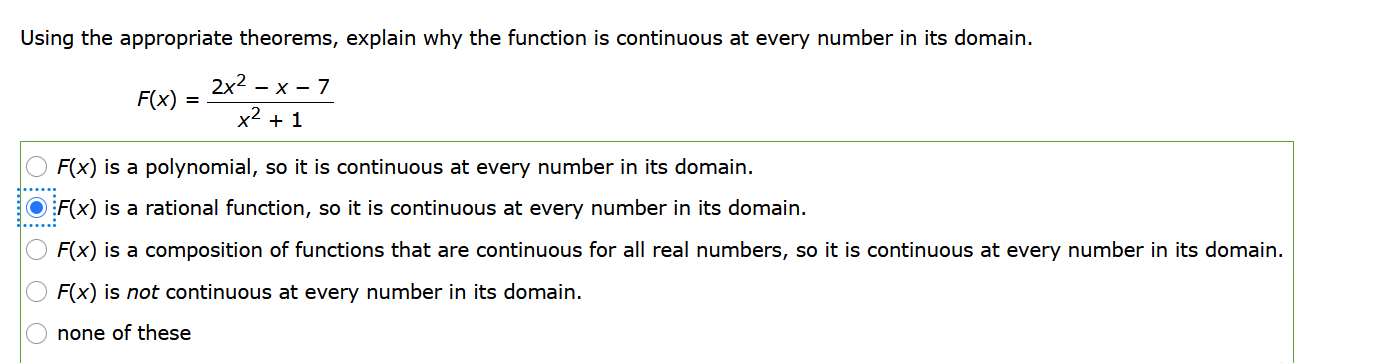 Using the appropriate theorems, explain why the function is continuous at every number in its domain.
F(x) = 2x² − x − 7
x² + 1
F(x) is a polynomial, so it is continuous at every number in its domain.
F(x) is a rational function, so it is continuous at every number in its domain.
F(x) is a composition of functions that are continuous for all real numbers, so it is continuous at every number in its domain.
F(x) is not continuous at every number in its domain.
none of these